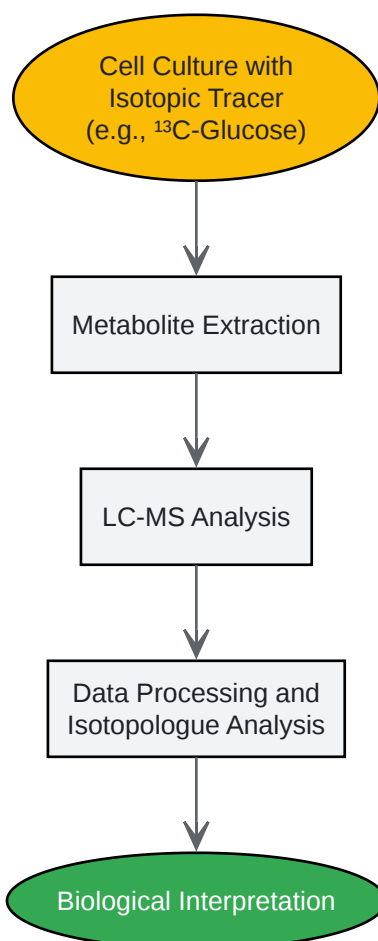 Cell Culture with
Isotopic Tracer
(e.g., ¹³C-Glucose)
Metabolite Extraction
LC-MS Analysis
Data Processing and
Isotopologue Analysis
Biological Interpretation